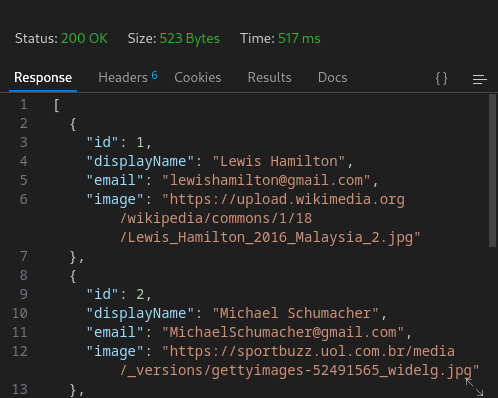 Status: 200 OK Size: 523 Bytes Time: 517 ms
Response Headers 6 Cookies Results Docs { }
1 [
2 {
3 "id": 1,
4 "displayName": "Lewis Hamilton",
5 "email": "lewishamilton@gmail.com",
6 "image": "https://upload.wikimedia.org
/wikipedia/commons/1/18
/Lewis_Hamilton_2016_Malaysia_2.jpg"
7 },
8 {
9 "id": 2,
10 "displayName": "Michael Schumacher",
11 "email": "MichaelSchumacher@gmail.com",
12 "image": "https://sportbuzz.uol.com.br/media
/_versions/gettyimages-52491565_widelg.jpg"
13 },